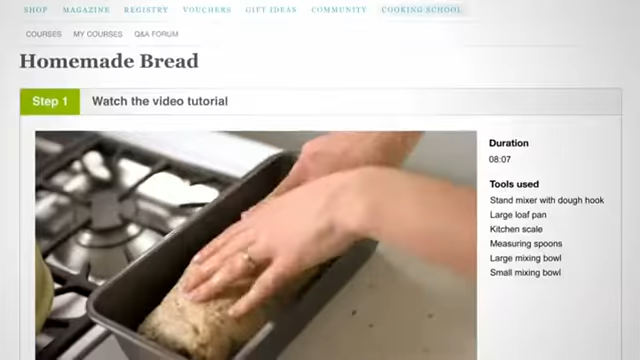 SHOP MAGAZINE REGISTRY VOUCHERS GIFT IDEAS COMMUNITY COOKING SCHOOL
COURSES MY COURSES Q&A FORUM
Homemade Bread
Step 1 Watch the video tutorial
Duration
08:07
Tools used
Stand mixer with dough hook
Large loaf pan
Kitchen scale
Measuring spoons
Large mixing bowl
Small mixing bowl